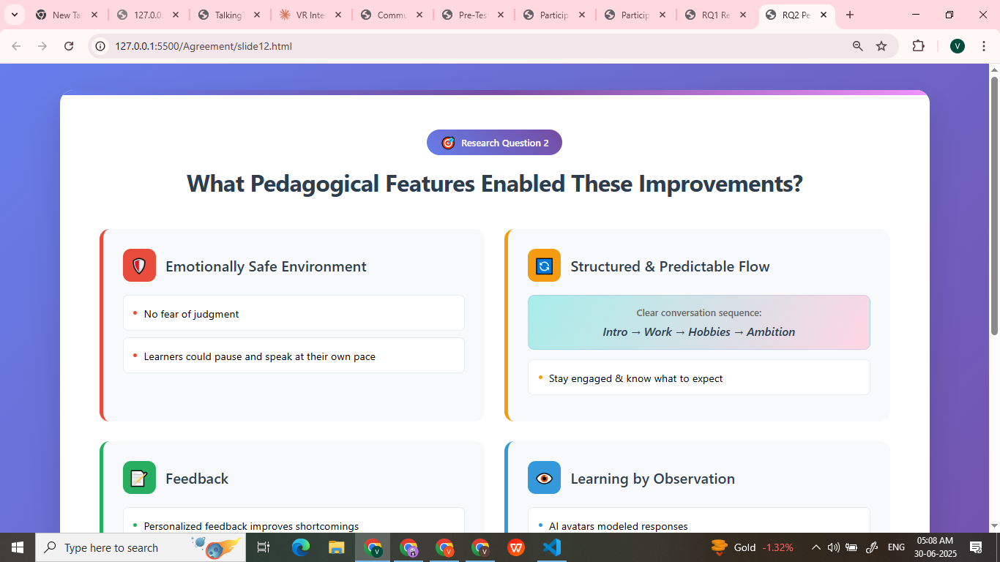 New Ta
127.0.0.
Talking
VR Inte
Commu
Pre-Tes
Particip
Particip
RQ1 Re
RQ2 Pe
127.0.0.1:5500/Agreement/slide12.html
V
Research Question 2
What Pedagogical Features Enabled These Improvements?
Emotionally Safe Environment
• No fear of judgment
• Learners could pause and speak at their own pace
Structured & Predictable Flow
Clear conversation sequence:
Intro → Work → Hobbies → Ambition
• Stay engaged & know what to expect
Feedback
• Personalized feedback improves shortcomings
Learning by Observation
• AI avatars modeled responses
Type here to search
Gold -1.32%
ENG
05:08 AM
30-06-2025